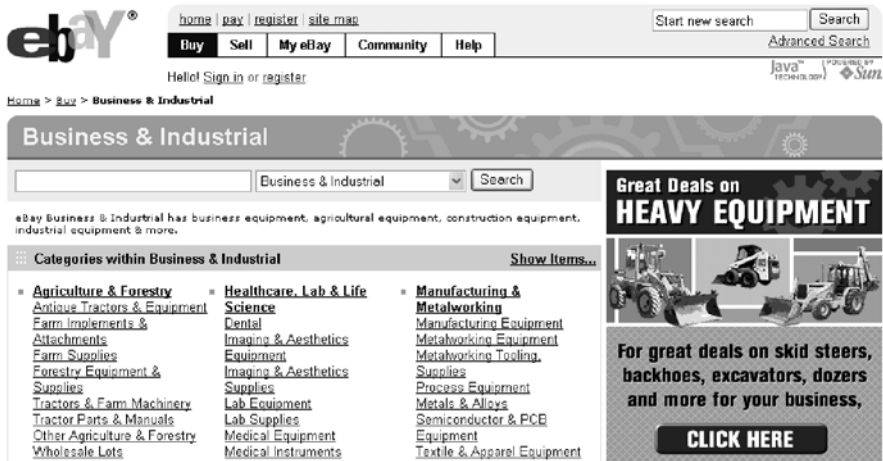 ebaY®
home | pay | register | site map
Start new search Search
Buy Sell My eBay Community Help
Advanced Search
Hello! Sign in or register
Java™ TECHNOLOGY POWERED BY Sun
Home > Buy > Business & Industrial
Business & Industrial
Business & Industrial Search
eBay Business & Industrial has business equipment, agricultural equipment, construction equipment,
industrial equipment & more.
Categories within Business & Industrial Show Items...
Agriculture & Forestry
Antique Tractors & Equipment
Farm Implements &
Attachments
Farm Supplies
Forestry Equipment &
Supplies
Tractors & Farm Machinery
Tractor Parts & Manuals
Other Agriculture & Forestry
Wholesale Lots
Healthcare, Lab & Life
Science
Dental
Imaging & Aesthetics
Equipment
Imaging & Aesthetics
Supplies
Lab Equipment
Lab Supplies
Medical Equipment
Medical Instruments
Manufacturing &
Metalworking
Manufacturing Equipment
Metalworking Equipment
Metalworking Tooling,
Supplies
Process Equipment
Metals & Alloys
Semiconductor & PCB
Equipment
Textile & Apparel Equipment
Great Deals on
HEAVY EQUIPMENT
For great deals on skid steers,
backhoes, excavators, dozers
and more for your business,
CLICK HERE